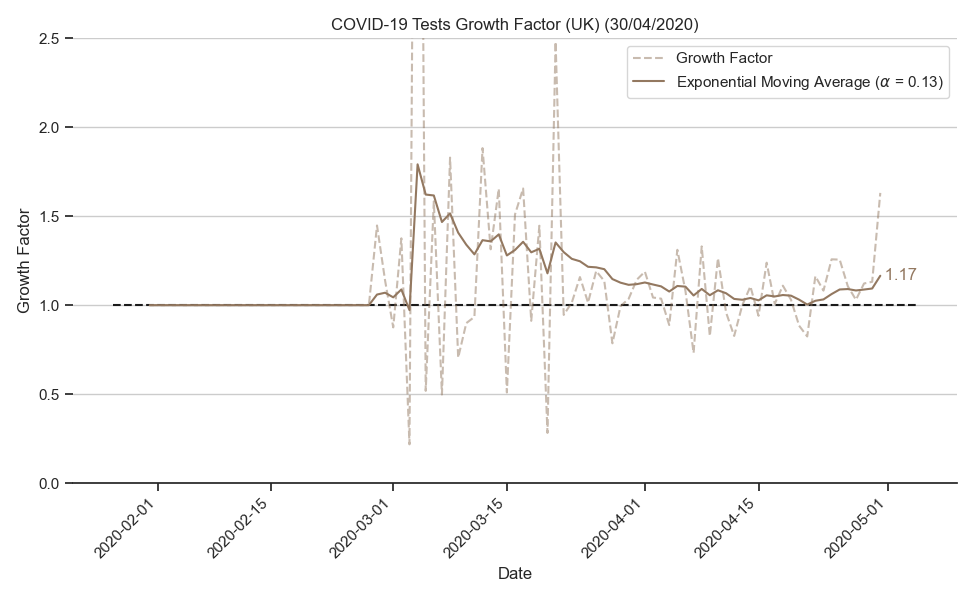 COVID-19 Tests Growth Factor (UK) (30/04/2020)
2.5
Growth Factor
Exponential Moving Average (α = 0.13)
2.0
1.5
Growth Factor
1.17
1.0
0.5
0.0
2020-02-01
2020-02-15
2020-03-01
2020-03-15
2020-04-01
2020-04-15
2020-05-01
Date